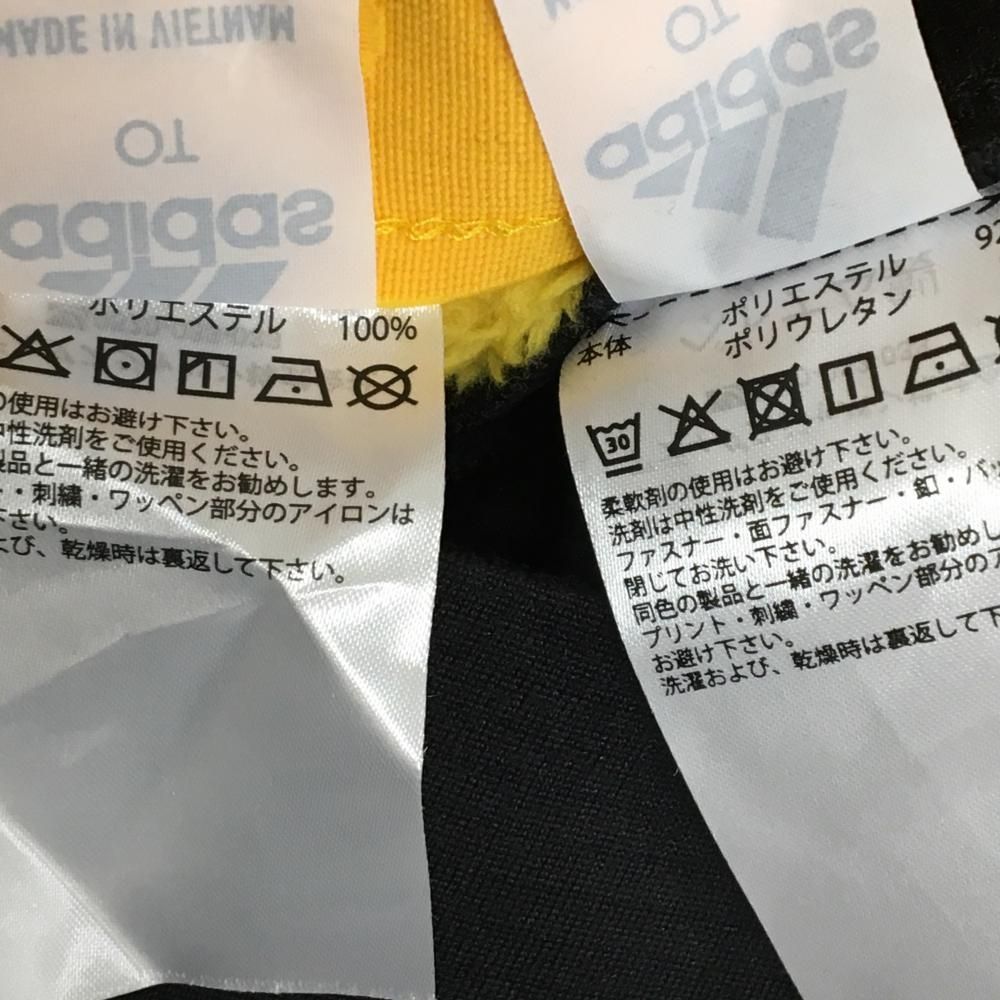 MADE IN VIETNAM
TO
adidas
ポリエステル 100%
の使用はお避け下さい。
中性洗剤をご使用ください。
製品と一緒の洗濯をお勧めします。
・刺繍・ワッペン部分のアイロンは
下さい。
よび、乾燥時は裏返して下さい。
TO
adidas
92
本体 ポリエステル
ポリウレタン
30
柔軟剤の使用はお避け下さい。
洗剤は中性洗剤をご使用ください。
ファスナー・面ファスナー・釦・バッ
閉じてお洗い下さい。
同色の製品と一緒の洗濯をお勧めし
プリント・刺繍・ワッペン部分のア
お避け下さい。
洗濯および、乾燥時は裏返して下